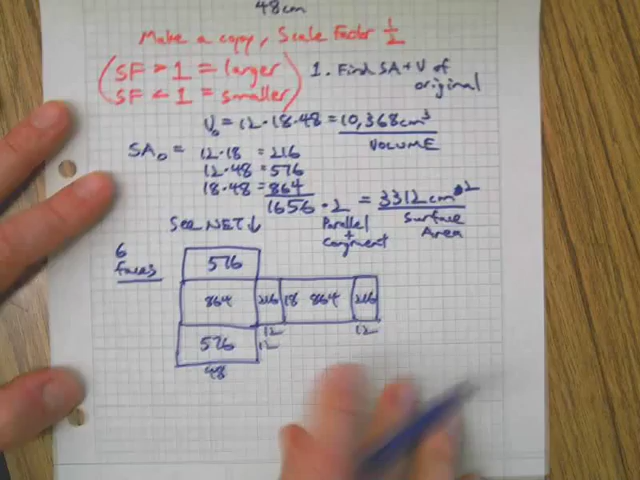 48cm
Make a copy, Scale Factor 1/2
(SF > 1 = larger
SF < 1 = smaller)
1. Find SA + V of
original
V₀ = 12·18·48 = 10,368cm³
VOLUME
SA₀ = 12·18 = 216
12·48 = 576
18·48 = 864
1656 · 2 = 3312 cm²
Surface
Area
Parallel
+
Congruent
See NET ↓
6
faces
576
864 216 18 864 216
12 12
576 12
48